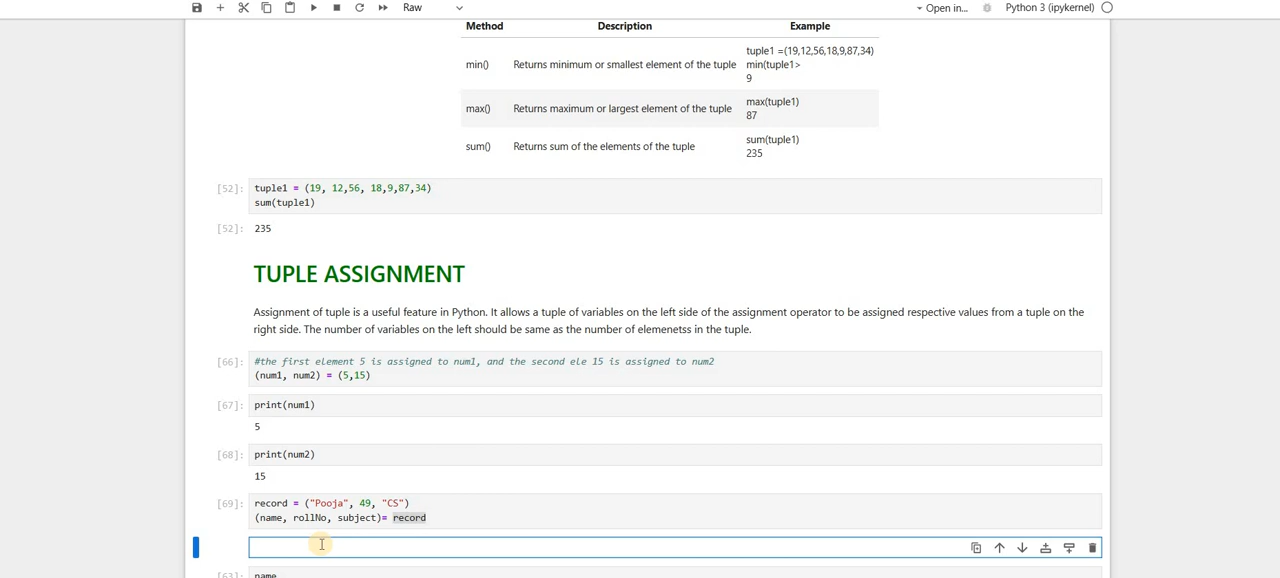 Raw
Open in...
Python 3 (ipykernel)
Method Description Example
min() Returns minimum or smallest element of the tuple tuple1 =(19,12,56,18,9,87,34)
min(tuple1>
9
max() Returns maximum or largest element of the tuple max(tuple1)
87
sum() Returns sum of the elements of the tuple sum(tuple1)
235
[52]: tuple1 = (19, 12,56, 18,9,87,34)
sum(tuple1)
[52]: 235
TUPLE ASSIGNMENT
Assignment of tuple is a useful feature in Python. It allows a tuple of variables on the left side of the assignment operator to be assigned respective values from a tuple on the
right side. The number of variables on the left should be same as the number of elemenetss in the tuple.
[66]: #the first element 5 is assigned to num1, and the second ele 15 is assigned to num2
(num1, num2) = (5,15)
[67]: print(num1)
5
[68]: print(num2)
15
[69]: record = ("Pooja", 49, "CS")
(name, rollNo, subject)= record
[63]: name